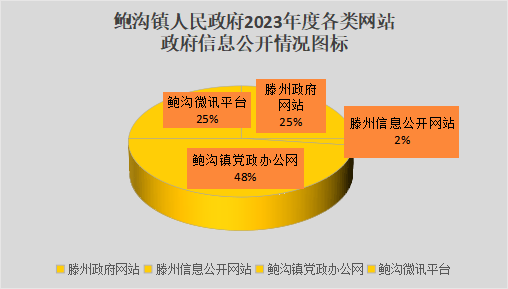 鲍沟镇人民政府2023年度各类网站
政府信息公开情况图标
鲍沟微讯平台
25%
滕州政府
网站
25%
滕州信息公开网站
2%
鲍沟镇党政办公网
48%
滕州政府网站 滕州信息公开网站 鲍沟镇党政办公网 鲍沟微讯平台